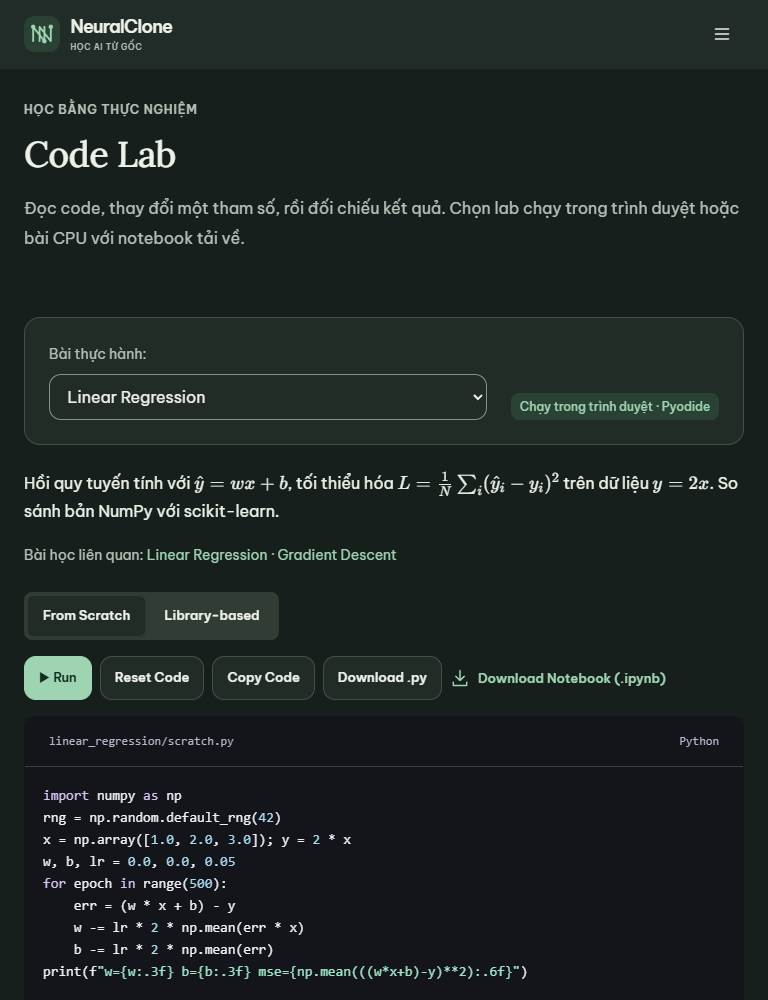 NeuralClone
HỌC AI TỪ GỐC
HỌC BẰNG THỰC NGHIỆM
Code Lab
Đọc code, thay đổi một tham số, rồi đối chiếu kết quả. Chọn lab chạy trong trình duyệt hoặc
bài CPU với notebook tải về.
Bài thực hành:
Linear Regression
Chạy trong trình duyệt · Pyodide
Hồi quy tuyến tính với ŷ = wx + b, tối thiểu hóa L = 1/N ∑ᵢ(ŷᵢ − yᵢ)² trên dữ liệu y = 2x. So
sánh bản NumPy với scikit-learn.
Bài học liên quan: Linear Regression · Gradient Descent
From Scratch Library-based
▶ Run Reset Code Copy Code Download .py Download Notebook (.ipynb)
linear_regression/scratch.py Python
import numpy as np
rng = np.random.default_rng(42)
x = np.array([1.0, 2.0, 3.0]); y = 2 * x
w, b, lr = 0.0, 0.0, 0.05
for epoch in range(500):
    err = (w * x + b) - y
    w -= lr * 2 * np.mean(err * x)
    b -= lr * 2 * np.mean(err)
print(f"w={w:.3f} b={b:.3f} mse={np.mean(((w*x+b)-y)**2):.6f}")